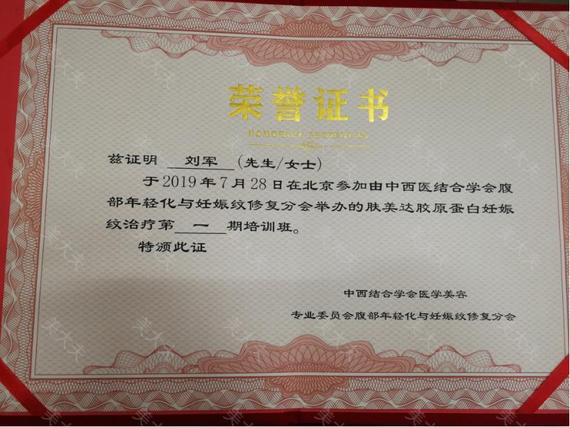 荣誉证书
兹证明 刘军 (先生/女士)
于2019年7月28日在北京参加由中西医结合学会腹
部年轻化与妊娠纹修复分会举办的肤美达胶原蛋白妊娠
纹治疗第 一 期培训班。
特颁此证
中西结合学会医学美容
专业委员会腹部年轻化与妊娠纹修复分会